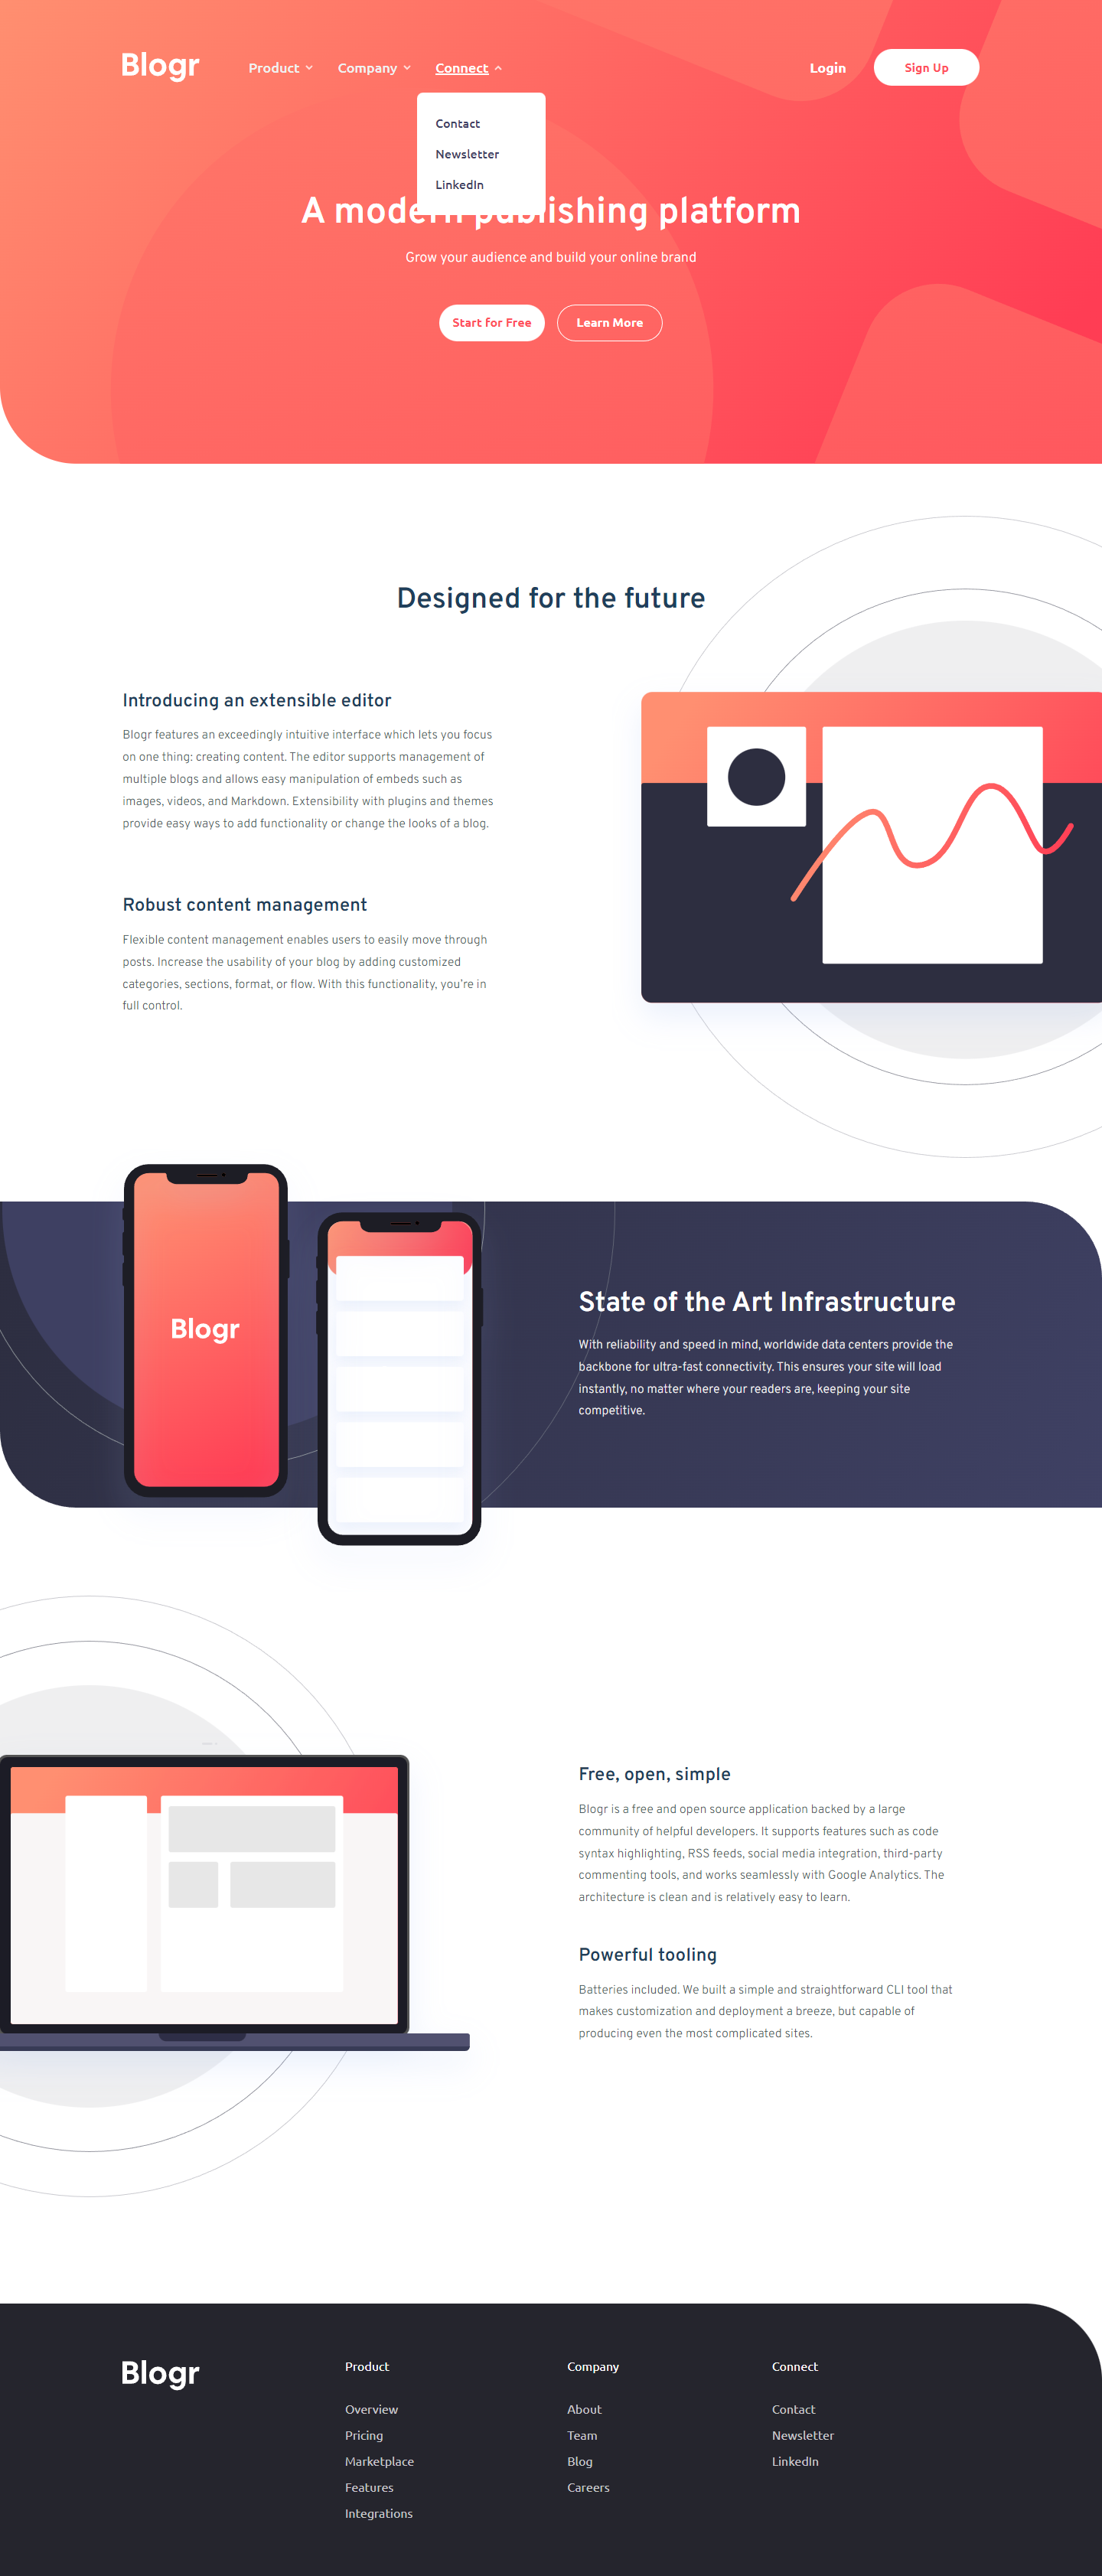 Blogr
Product
Company
Connect
Login
Sign Up
Contact
Newsletter
LinkedIn
A modern publishing platform
Grow your audience and build your online brand
Start for Free
Learn More
Designed for the future
Introducing an extensible editor
Blogr features an exceedingly intuitive interface which lets you focus
on one thing: creating content. The editor supports management of
multiple blogs and allows easy manipulation of embeds such as
images, videos, and Markdown. Extensibility with plugins and themes
provide easy ways to add functionality or change the looks of a blog.
Robust content management
Flexible content management enables users to easily move through
posts. Increase the usability of your blog by adding customized
categories, sections, format, or flow. With this functionality, you’re in
full control.
Blogr
State of the Art Infrastructure
With reliability and speed in mind, worldwide data centers provide the
backbone for ultra-fast connectivity. This ensures your site will load
instantly, no matter where your readers are, keeping your site
competitive.
Free, open, simple
Blogr is a free and open source application backed by a large
community of helpful developers. It supports features such as code
syntax highlighting, RSS feeds, social media integration, third-party
commenting tools, and works seamlessly with Google Analytics. The
architecture is clean and is relatively easy to learn.
Powerful tooling
Batteries included. We built a simple and straightforward CLI tool that
makes customization and deployment a breeze, but capable of
producing even the most complicated sites.
Blogr
Product
Overview
Pricing
Marketplace
Features
Integrations
Company
About
Team
Blog
Careers
Connect
Contact
Newsletter
LinkedIn